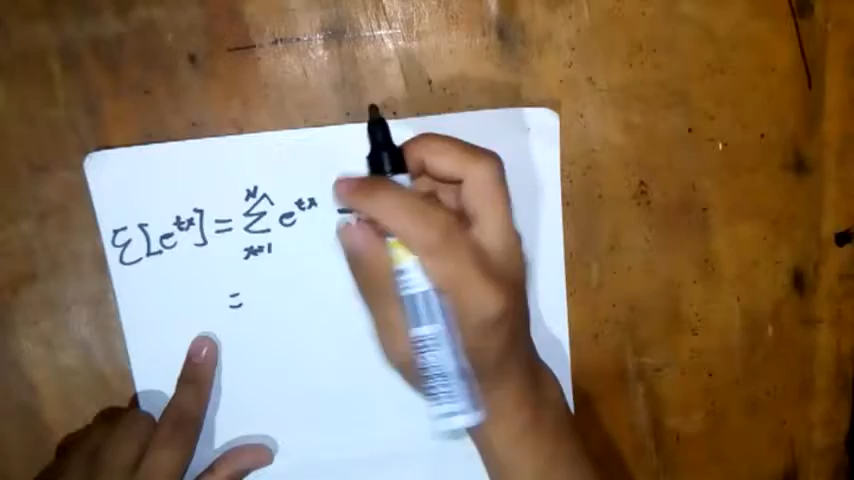 E[e^{tx}] = \sum_{x=1}^{N} e^{tx}
=